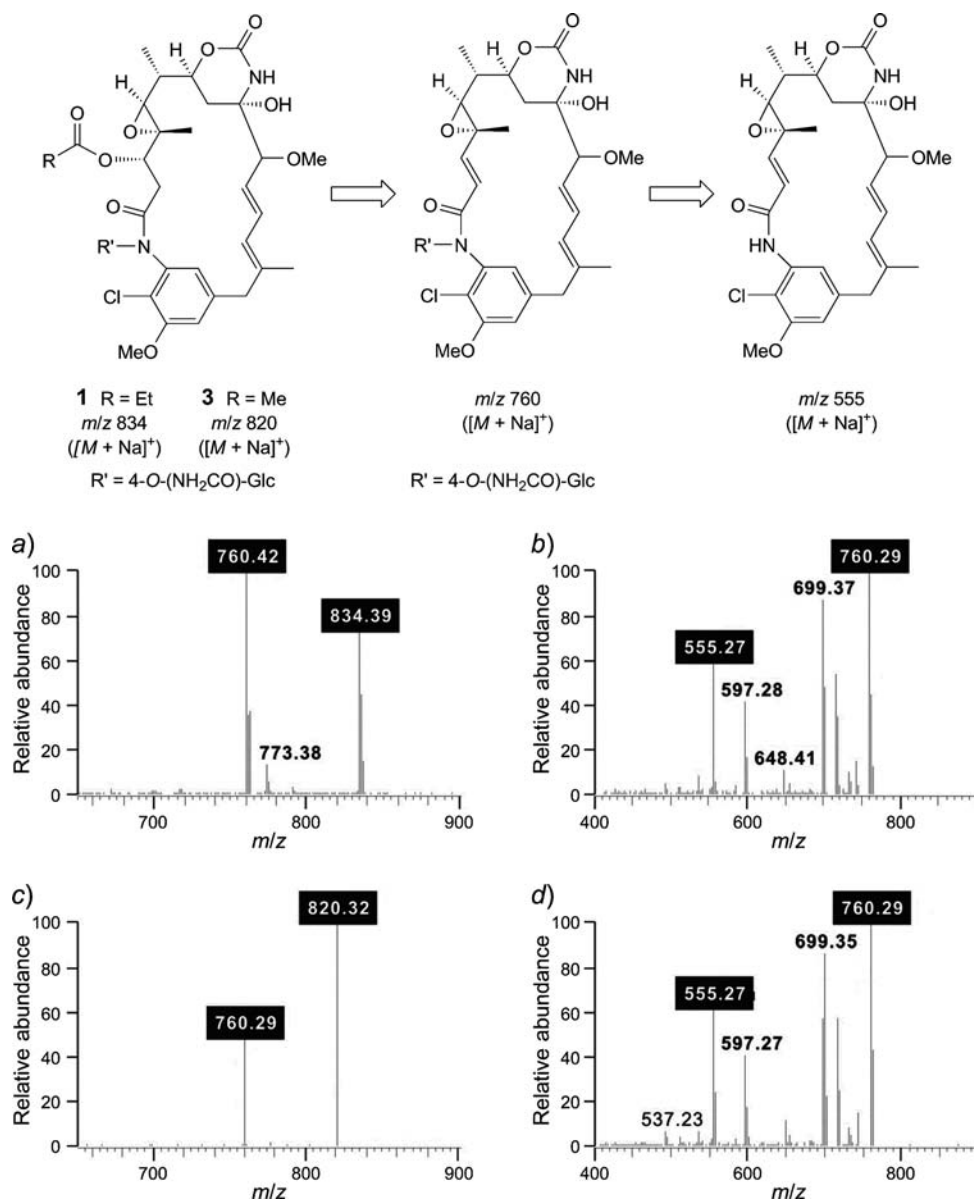 O
O
H
H
O
NH
OH
O
O
R
O
OMe
O
R'
N
Cl
MeO
O
O
H
H
O
NH
OH
O
OMe
O
R'
N
Cl
OMe
O
O
H
H
O
NH
OH
O
OMe
O
HN
Cl
MeO
1 R = Et 3 R = Me
m/z 834 m/z 820
([M + Na]+) ([M + Na]+)
R' = 4-O-(NH2CO)-Glc
m/z 760
([M + Na]+)
R' = 4-O-(NH2CO)-Glc
m/z 555
([M + Na]+)
a)
Relative abundance
100
80
60
40
20
0
760.42
834.39
773.38
700 800 900
m/z
b)
Relative abundance
100
80
60
40
20
0
760.29
699.37
555.27
597.28
648.41
400 600 800
m/z
c)
Relative abundance
100
80
60
40
20
0
820.32
760.29
700 800 900
m/z
d)
Relative abundance
100
80
60
40
20
0
760.29
699.35
555.27
597.27
537.23
400 600 800
m/z